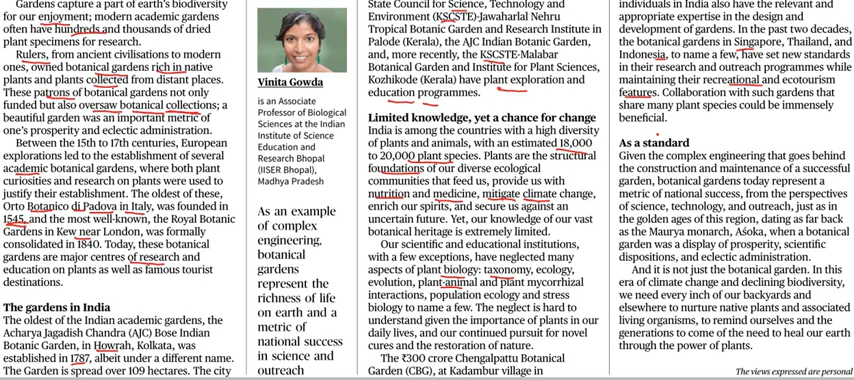 Gardens capture a part of earth's biodiversity
for our enjoyment; modern academic gardens
often have hundreds and thousands of dried
plant specimens for research.
Rulers, from ancient civilisations to modern
ones, owned botanical gardens rich in native
plants and plants collected from distant places.
These patrons of botanical gardens not only
funded but also oversaw botanical collections; a
beautiful garden was an important metric of
one's prosperity and eclectic administration.
Between the 15th to 17th centuries, European
explorations led to the establishment of several
academic botanical gardens, where both plant
curiosities and research on plants were used to
justify their establishment. The oldest of these,
Orto Botanico di Padova in Italy, was founded in
1545, and the most well-known, the Royal Botanic
Gardens in Kew near London, was formally
consolidated in 1840. Today, these botanical
gardens are major centres of research and
education on plants as well as famous tourist
destinations.
The gardens in India
The oldest of the Indian academic gardens, the
Acharya Jagadish Chandra (AJC) Bose Indian
Botanic Garden, in Howrah, Kolkata, was
established in 1787, albeit under a different name.
The Garden is spread over 109 hectares. The city
Vinita Gowda
is an Associate
Professor of Biological
Sciences at the Indian
Institute of Science
Education and
Research Bhopal
(IISER Bhopal),
Madhya Pradesh
As an example
of complex
engineering,
botanical
gardens
represent the
richness of life
on earth and a
metric of
national success
in science and
outreach
State Council for Science, Technology and
Environment (KSCSTE)-Jawaharlal Nehru
Tropical Botanic Garden and Research Institute in
Palode (Kerala), the AJC Indian Botanic Garden,
and, more recently, the KSCSTE-Malabar
Botanical Garden and Institute for Plant Sciences,
Kozhikode (Kerala) have plant exploration and
education programmes.
Limited knowledge, yet a chance for change
India is among the countries with a high diversity
of plants and animals, with an estimated 18,000
to 20,000 plant species. Plants are the structural
foundations of our diverse ecological
communities that feed us, provide us with
nutrition and medicine, mitigate climate change,
enrich our spirits, and secure us against an
uncertain future. Yet, our knowledge of our vast
botanical heritage is extremely limited.
Our scientific and educational institutions,
with a few exceptions, have neglected many
aspects of plant biology: taxonomy, ecology,
evolution, plant-animal and plant mycorrhizal
interactions, population ecology and stress
biology to name a few. The neglect is hard to
understand given the importance of plants in our
daily lives, and our continued pursuit for novel
cures and the restoration of nature.
The ₹300 crore Chengalpattu Botanical
Garden (CBG), at Kadambur village in
individuals in India also have the relevant and
appropriate expertise in the design and
development of gardens. In the past two decades,
the botanical gardens in Singapore, Thailand, and
Indonesia, to name a few, have set new standards
in their research and outreach programmes while
maintaining their recreational and ecotourism
features. Collaboration with such gardens that
share many plant species could be immensely
beneficial.
As a standard
Given the complex engineering that goes behind
the construction and maintenance of a successful
garden, botanical gardens today represent a
metric of national success, from the perspectives
of science, technology, and outreach, just as in
the golden ages of this region, dating as far back
as the Maurya monarch, Aśoka, when a botanical
garden was a display of prosperity, scientific
dispositions, and eclectic administration.
And it is not just the botanical garden. In this
era of climate change and declining biodiversity,
we need every inch of our backyards and
elsewhere to nurture native plants and associated
living organisms, to remind ourselves and the
generations to come of the need to heal our earth
through the power of plants.
The views expressed are personal